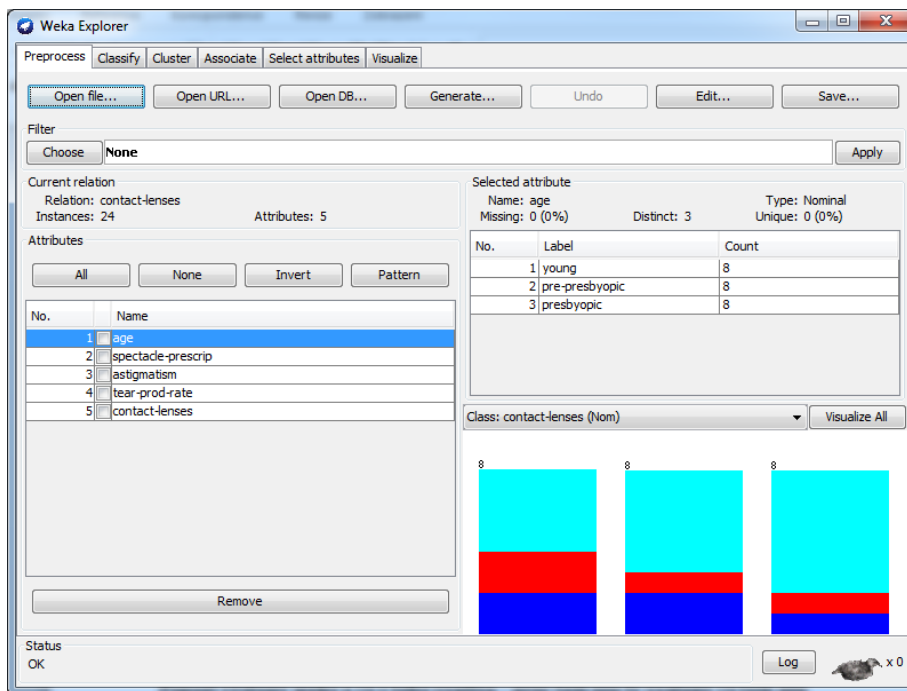 Weka Explorer
Preprocess Classify Cluster Associate Select attributes Visualize
Open file... Open URL... Open DB... Generate... Undo Edit... Save...
Filter
Choose None Apply
Current relation
Relation: contact-lenses
Instances: 24 Attributes: 5
Attributes
All None Invert Pattern
No. Name
1 age
2 spectacle-prescrip
3 astigmatism
4 tear-prod-rate
5 contact-lenses
Remove
Selected attribute
Name: age Type: Nominal
Missing: 0 (0%) Distinct: 3 Unique: 0 (0%)
No. Label Count
1 young 8
2 pre-presbyopic 8
3 presbyopic 8
Class: contact-lenses (Nom) Visualize All
8 8 8
Status
OK
Log x 0